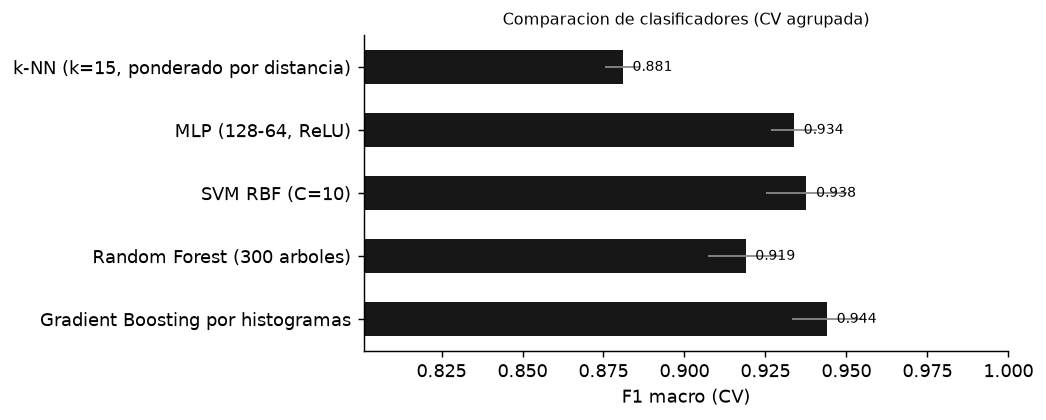 Comparacion de clasificadores (CV agrupada)
k-NN (k=15, ponderado por distancia)
0.881
MLP (128-64, ReLU)
0.934
SVM RBF (C=10)
0.938
Random Forest (300 arboles)
0.919
Gradient Boosting por histogramas
0.944
0.825 0.850 0.875 0.900 0.925 0.950 0.975 1.000
F1 macro (CV)